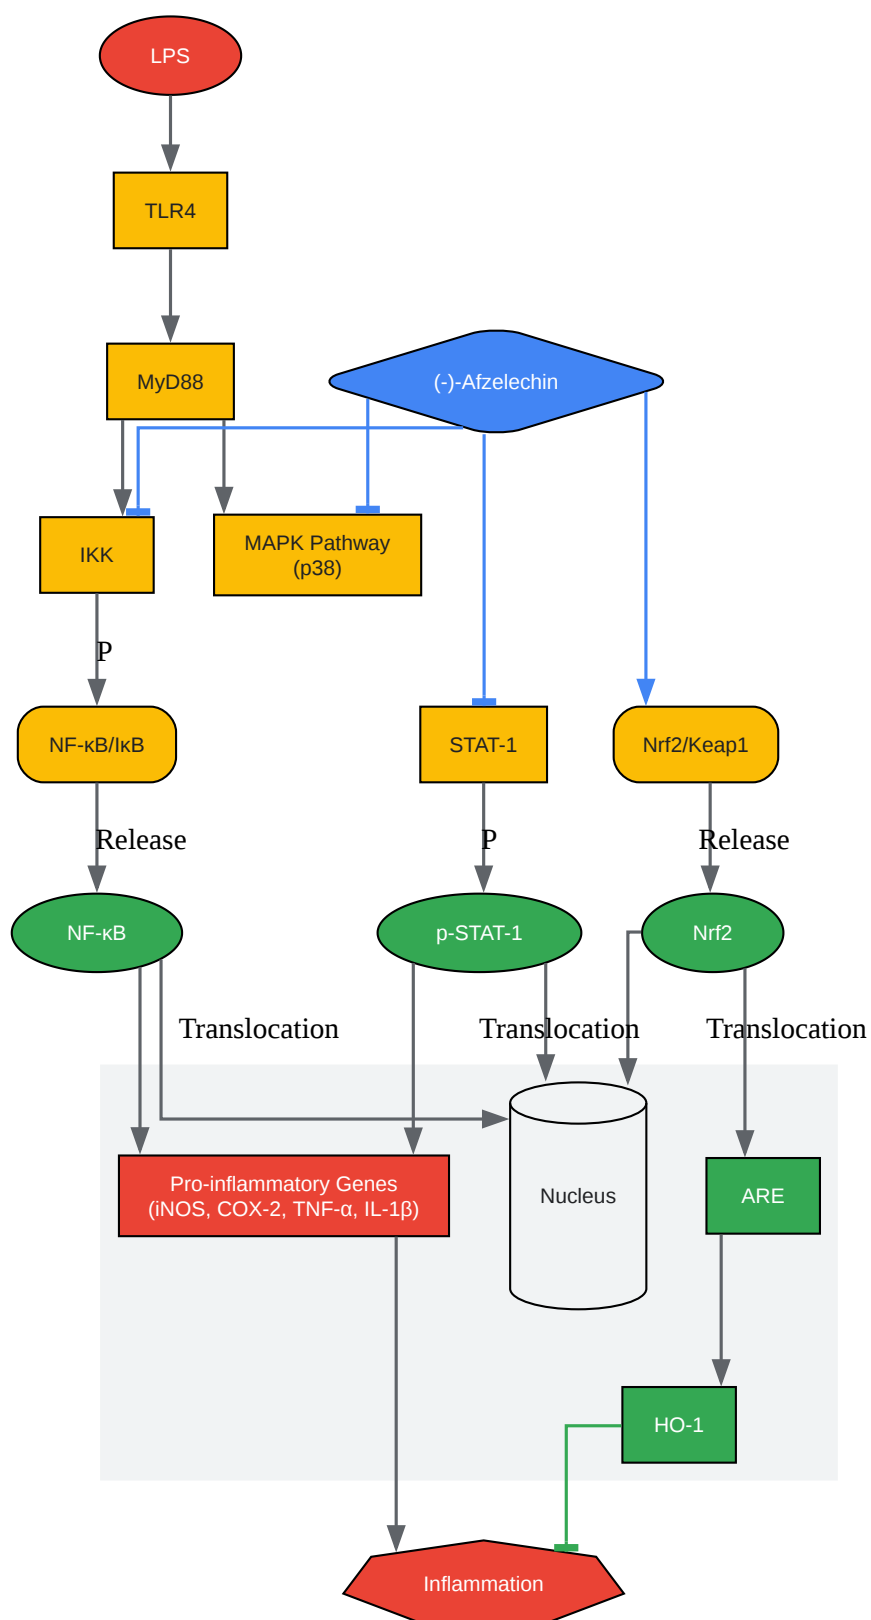 LPS
TLR4
MyD88
(-)-Afzelechin
IKK
MAPK Pathway
(p38)
P
NF-κB/IκB
STAT-1
Nrf2/Keap1
Release
P
Release
NF-κB
p-STAT-1
Nrf2
Translocation
Translocation
Translocation
Pro-inflammatory Genes
(iNOS, COX-2, TNF-α, IL-1β)
Nucleus
ARE
HO-1
Inflammation